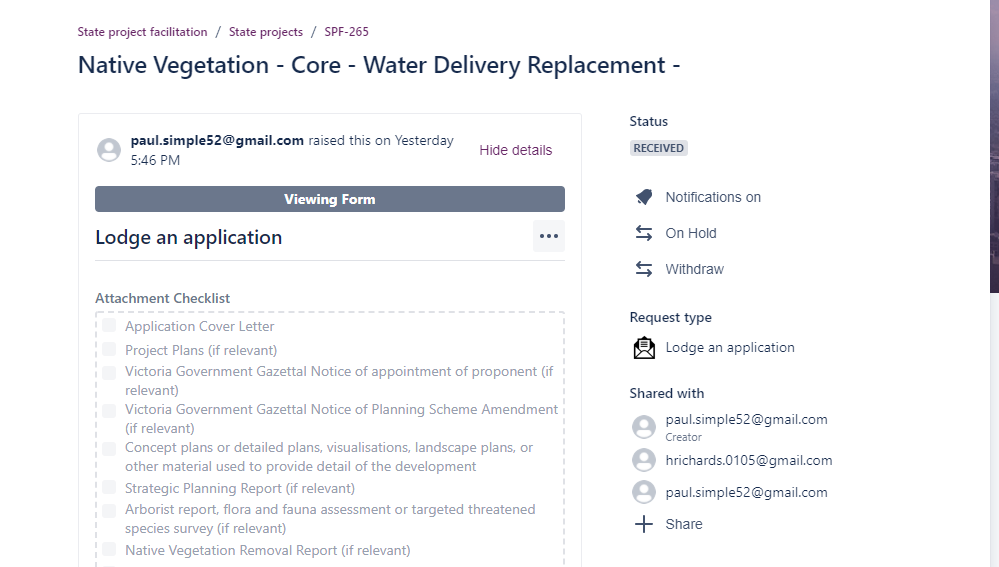 State project facilitation / State projects / SPF-265
Native Vegetation - Core - Water Delivery Replacement -
paul.simple52@gmail.com raised this on Yesterday
5:46 PM
Hide details
Viewing Form
Lodge an application
Attachment Checklist
Application Cover Letter
Project Plans (if relevant)
Victoria Government Gazettal Notice of appointment of proponent (if
relevant)
Victoria Government Gazettal Notice of Planning Scheme Amendment
(if relevant)
Concept plans or detailed plans, visualisations, landscape plans, or
other material used to provide detail of the development
Strategic Planning Report (if relevant)
Arborist report, flora and fauna assessment or targeted threatened
species survey (if relevant)
Native Vegetation Removal Report (if relevant)
Status
RECEIVED
Notifications on
On Hold
Withdraw
Request type
Lodge an application
Shared with
paul.simple52@gmail.com
Creator
hrichards.0105@gmail.com
paul.simple52@gmail.com
Share